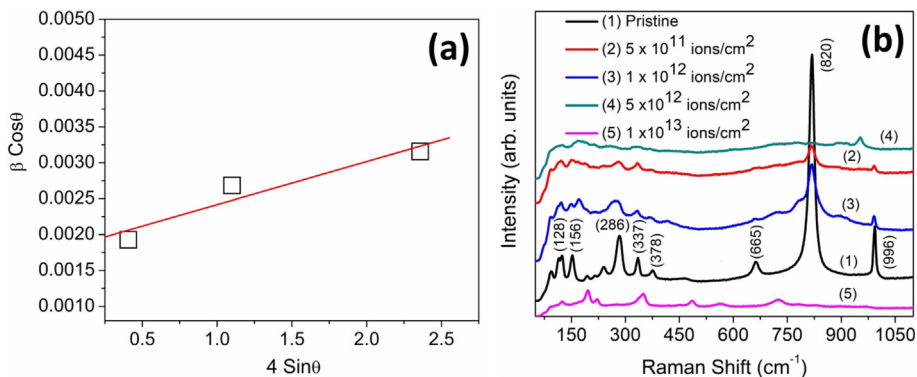 (a)
0.0050
0.0045
0.0040
0.0035
0.0030
0.0025
0.0020
0.0015
0.0010
β Cosθ
0.5 1.0 1.5 2.0 2.5
4 Sinθ
(b)
(1) Pristine
(2) 5 x 10¹¹ ions/cm²
(3) 1 x 10¹² ions/cm²
(4) 5x10¹² ions/cm²
(5) 1x10¹³ ions/cm²
(820)
(4)
(2)
(3)
(128)
(156)
(286)
(337)
(378)
(665)
(1)
(996)
(5)
Intensity (arb. units)
150 300 450 600 750 900 1050
Raman Shift (cm⁻¹)